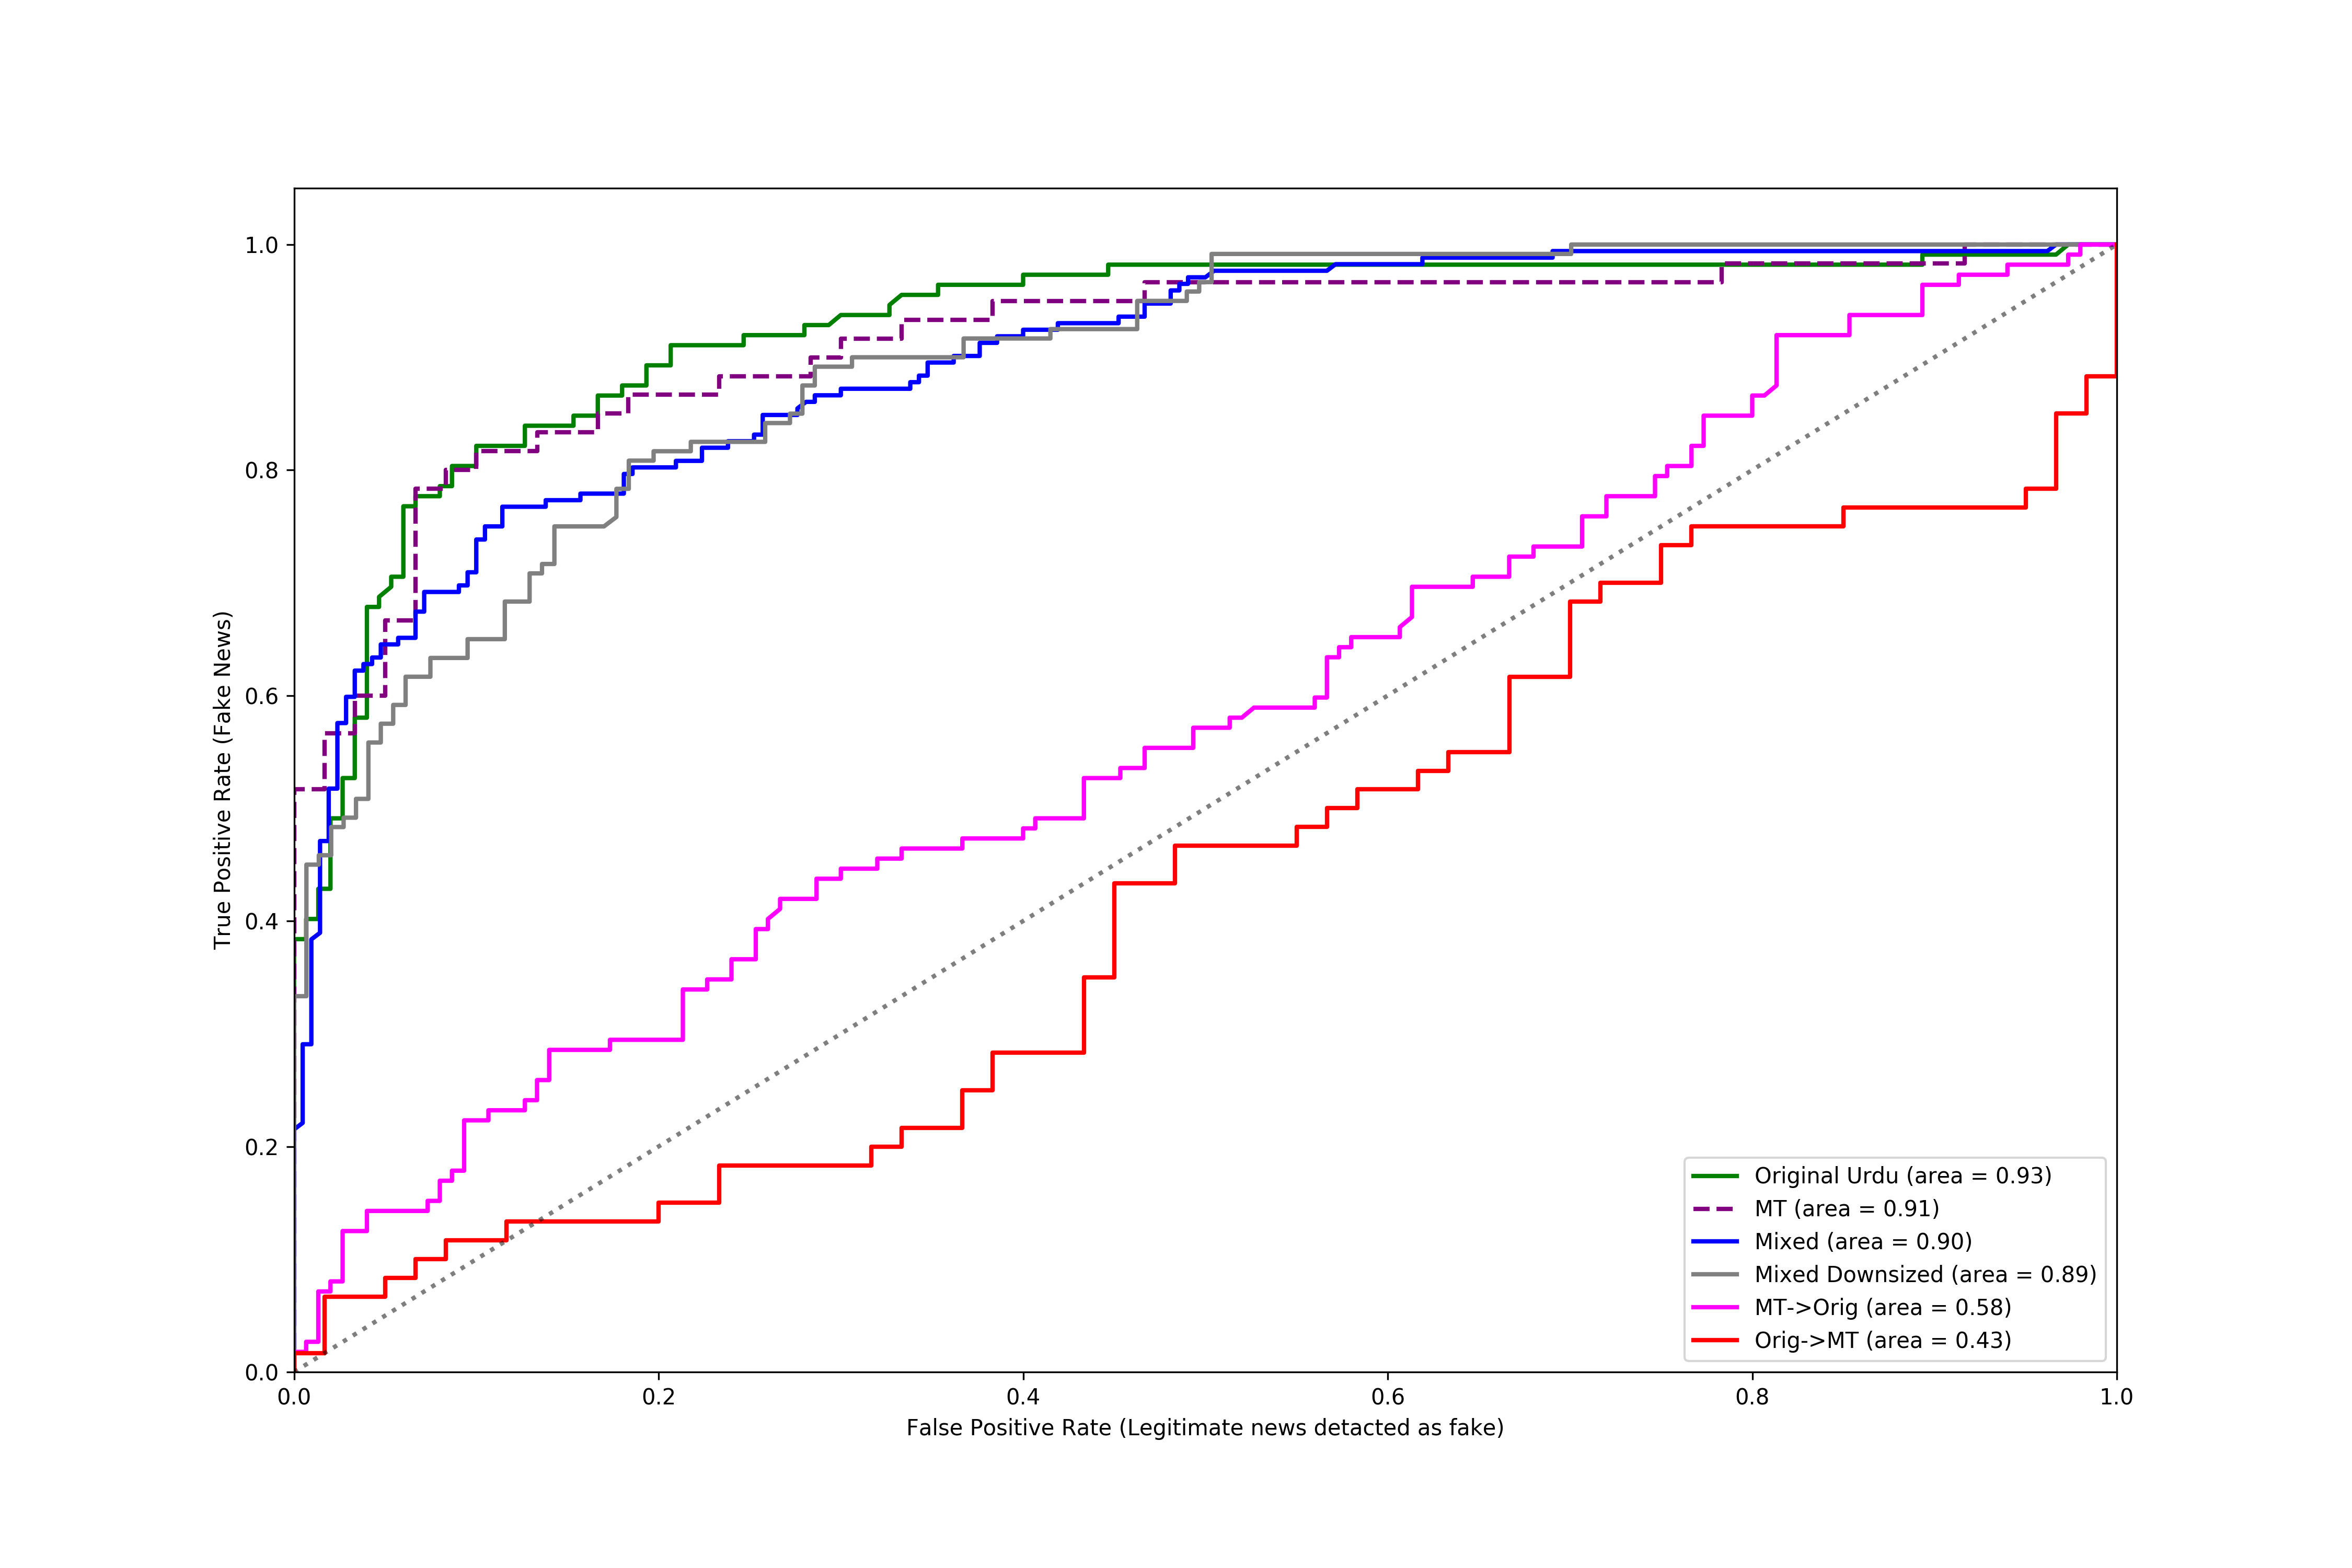 1.0
0.8
0.6
0.4
0.2
0.0
True Positive Rate (Fake News)
0.0 0.2 0.4 0.6 0.8 1.0
False Positive Rate (Legitimate news detacted as fake)
Original Urdu (area = 0.93)
MT (area = 0.91)
Mixed (area = 0.90)
Mixed Downsized (area = 0.89)
MT->Orig (area = 0.58)
Orig->MT (area = 0.43)